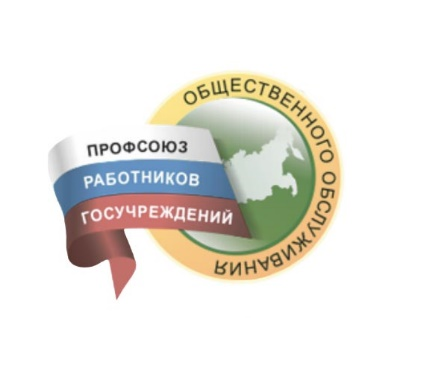 ПРОФСОЮЗ
РАБОТНИКОВ
ГОСУЧРЕЖДЕНИЙ
ОБЩЕСТВЕННОГО ОБСЛУЖИВАНИЯ